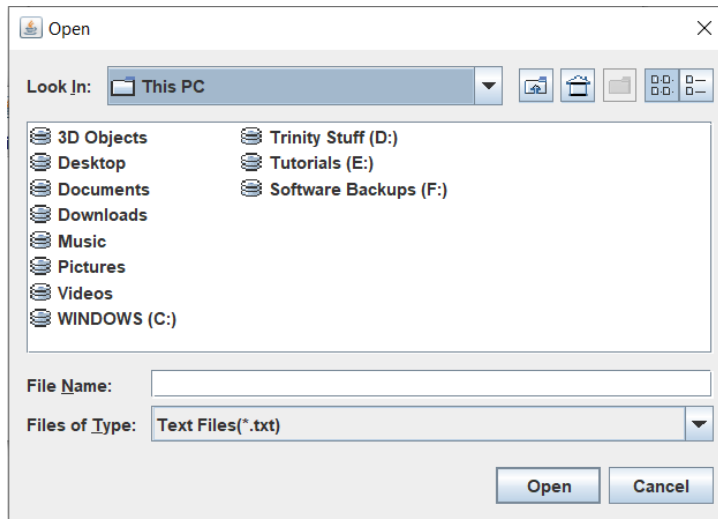 Open
Look In: This PC
3D Objects
Desktop
Documents
Downloads
Music
Pictures
Videos
WINDOWS (C:)
Trinity Stuff (D:)
Tutorials (E:)
Software Backups (F:)
File Name:
Files of Type: Text Files(*.txt)
Open Cancel